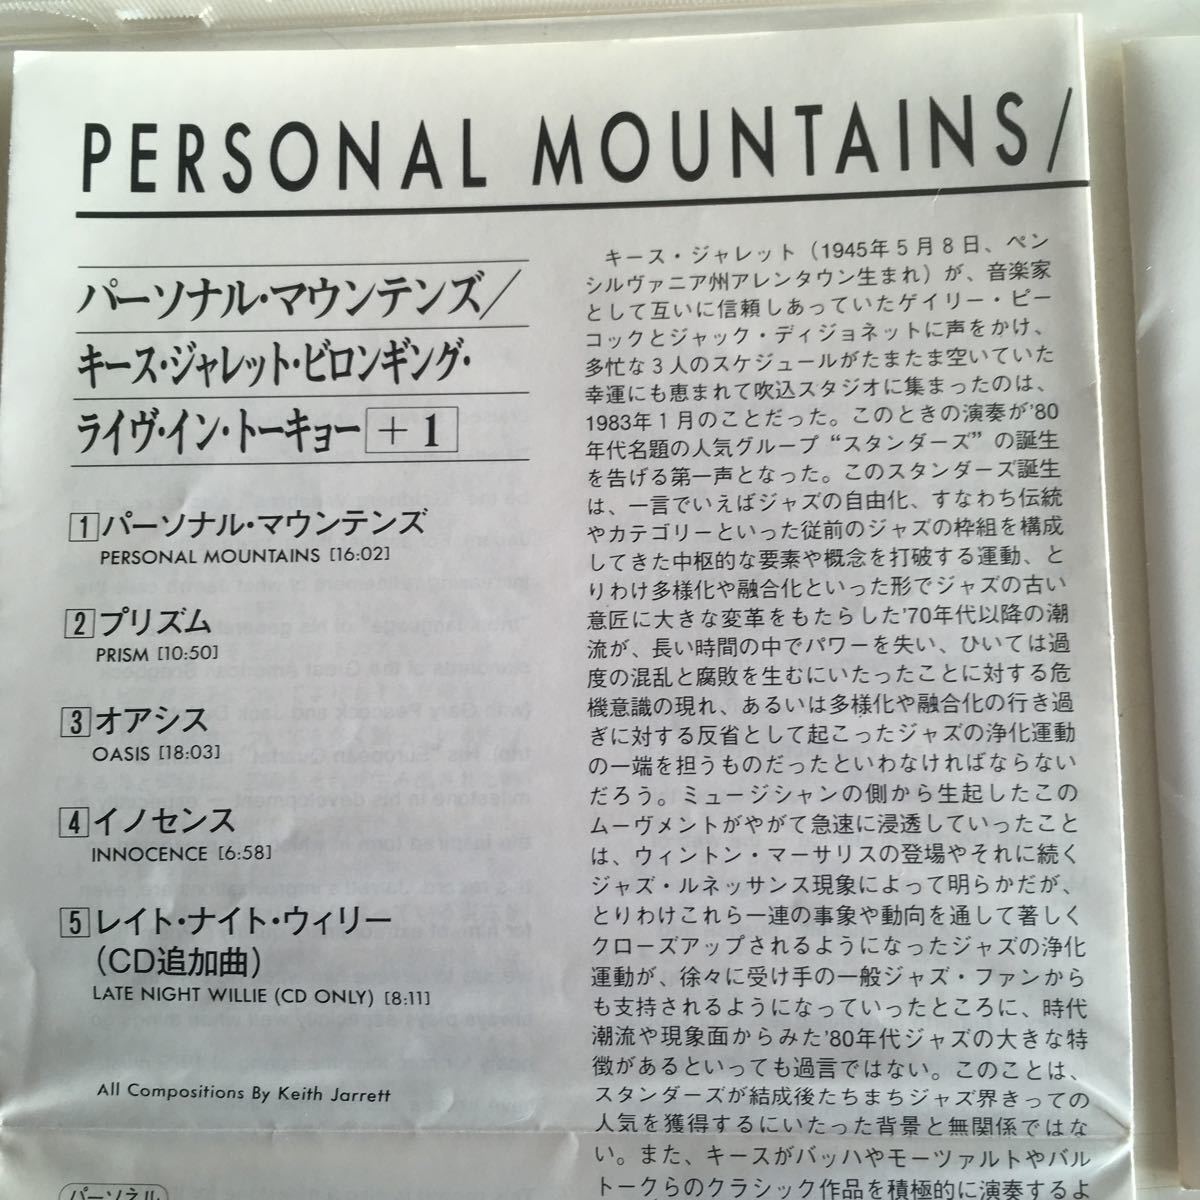 PERSONAL MOUNTAINS/
パーソナル・マウンテンズ/
キース・ジャレット・ビロンギング・
ライヴ・イン・トーキョー +1
1 パーソナル・マウンテンズ
PERSONAL MOUNTAINS [16:02]
2 プリズム
PRISM [10:50]
3 オアシス
OASIS [18:03]
4 イノセンス
INNOCENCE [6:58]
5 レイト・ナイト・ウィリー
(CD追加曲)
LATE NIGHT WILLIE (CD ONLY) [8:11]
All Compositions By Keith Jarrett
パーソネル
キース・ジャレット（1945年5月8日、ペン
シルヴァニア州アレンタウン生まれ）が、音楽家
として互いに信頼しあっていたゲイリー・ピー
コックとジャック・ディジョネットに声をかけ、
多忙な3人のスケジュールがたまたま空いていた
幸運にも恵まれて吹込スタジオに集まったのは、
1983年1月のことだった。このときの演奏が'80
年代名題の人気グループ“スタンダーズ”の誕生
を告げる第一声となった。このスタンダーズ誕生
は、一言でいえばジャズの自由化、すなわち伝統
やカテゴリーといった従前のジャズの枠組を構成
してきた中枢的な要素や概念を打破する運動、と
りわけ多様化や融合化といった形でジャズの古い
意匠に大きな変革をもたらした'70年代以降の潮
流が、長い時間の中でパワーを失い、ひいては過
度の混乱と腐敗を生むにいたったことに対する危
機意識の現れ、あるいは多様化や融合化の行き過
ぎに対する反省として起こったジャズの浄化運動
の一端を担うものだったといわなければならない
だろう。ミュージシャンの側から生起したこの
ムーヴメントがやがて急速に浸透していったこと
は、ウィントン・マーサリスの登場やそれに続く
ジャズ・ルネッサンス現象によって明らかだが、
とりわけこれら一連の事象や動向を通して著しく
クローズアップされるようになったジャズの浄化
運動が、徐々に受け手の一般ジャズ・ファンから
も支持されるようになっていったところに、時代
潮流や現象面からみた'80年代ジャズの大きな特
徴があるといっても過言ではない。このことは、
スタンダーズが結成後たちまちジャズ界きっての
人気を獲得するにいたった背景と無関係ではな
い。また、キースがバッハやモーツァルトやバル
トークらのクラシック作品を積極的に演奏するよ